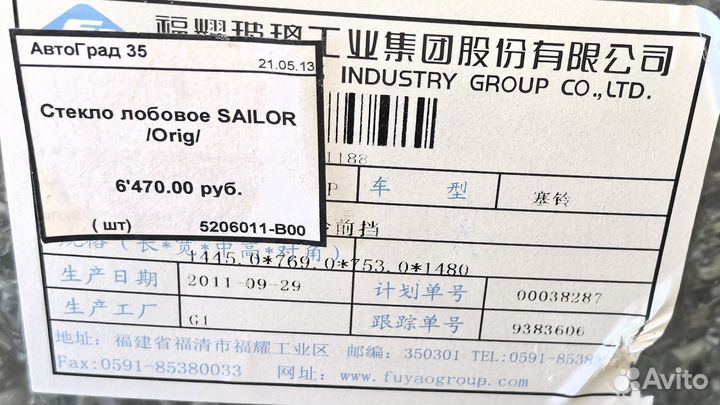 福耀玻璃工业集团股份有限公司
INDUSTRY GROUP CO.,LTD.
АвтоГрад 35
21.05.13
Стекло лобовое SAILOR
/Orig/
6'470.00 руб.
( шт) 5206011-B00
1188
P 车 型 塞铃
前挡
规格(长*宽*中高*对角)
1445.0*769.0*753.0*1480
生产日期 2011-09-29 计划单号 00038287
生产工厂 G1 跟踪单号 9383606
地址: 福建省福清市福耀工业区 邮编: 350301 TEL:0591-8538
Fax:0591-85380033 网址: www.fuyaogroup.com
Avito